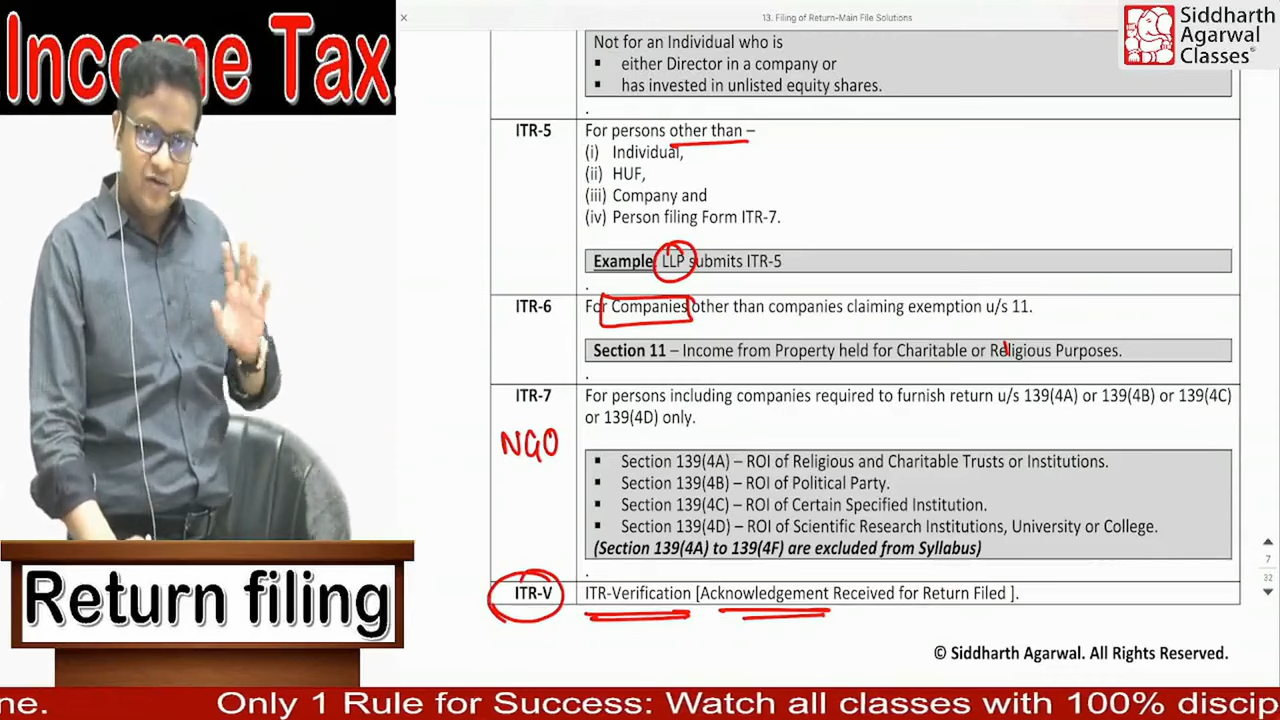 Income Tax.
13. Filing of Return-Main File Solutions
Siddharth
Agarwal
Classes
Not for an Individual who is
▪ either Director in a company or
▪ has invested in unlisted equity shares.
.
ITR-5
For persons other than –
(i) Individual,
(ii) HUF,
(iii) Company and
(iv) Person filing Form ITR-7.
Example: LLP submits ITR-5
.
ITR-6
For Companies other than companies claiming exemption u/s 11.
Section 11 – Income from Property held for Charitable or Religious Purposes.
.
ITR-7
NGO
For persons including companies required to furnish return u/s 139(4A) or 139(4B) or 139(4C)
or 139(4D) only.
▪ Section 139(4A) – ROI of Religious and Charitable Trusts or Institutions.
▪ Section 139(4B) – ROI of Political Party.
▪ Section 139(4C) – ROI of Certain Specified Institution.
▪ Section 139(4D) – ROI of Scientific Research Institutions, University or College.
(Section 139(4A) to 139(4F) are excluded from Syllabus)
.
ITR-V
ITR-Verification [Acknowledgement Received for Return Filed ].
7
32
© Siddharth Agarwal. All Rights Reserved.
Return filing
ne. Only 1 Rule for Success: Watch all classes with 100% discip